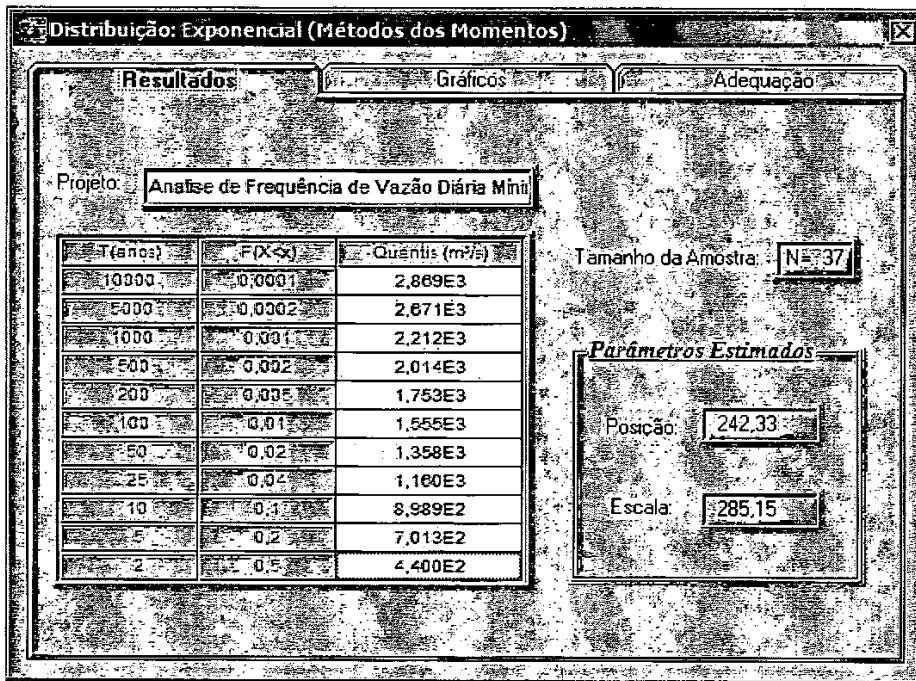 Distribuição: Exponencial (Métodos dos Momentos)
Resultados Gráficos Adequação
Projeto: Analise de Frequência de Vazão Diária Míni
Tamanho da Amostra: N= 37
T(anos) F(X<x) Quantis (m³/s)
10000 0,0001 2,869E3
5000 0,0002 2,671E3
1000 0,001 2,212E3
500 0,002 2,014E3
200 0,005 1,753E3
100 0,01 1,555E3
50 0,02 1,358E3
25 0,04 1,160E3
10 0,1 8,989E2
5 0,2 7,013E2
2 0,5 4,400E2
Parâmetros Estimados
Posição: 242,33
Escala: 285,15